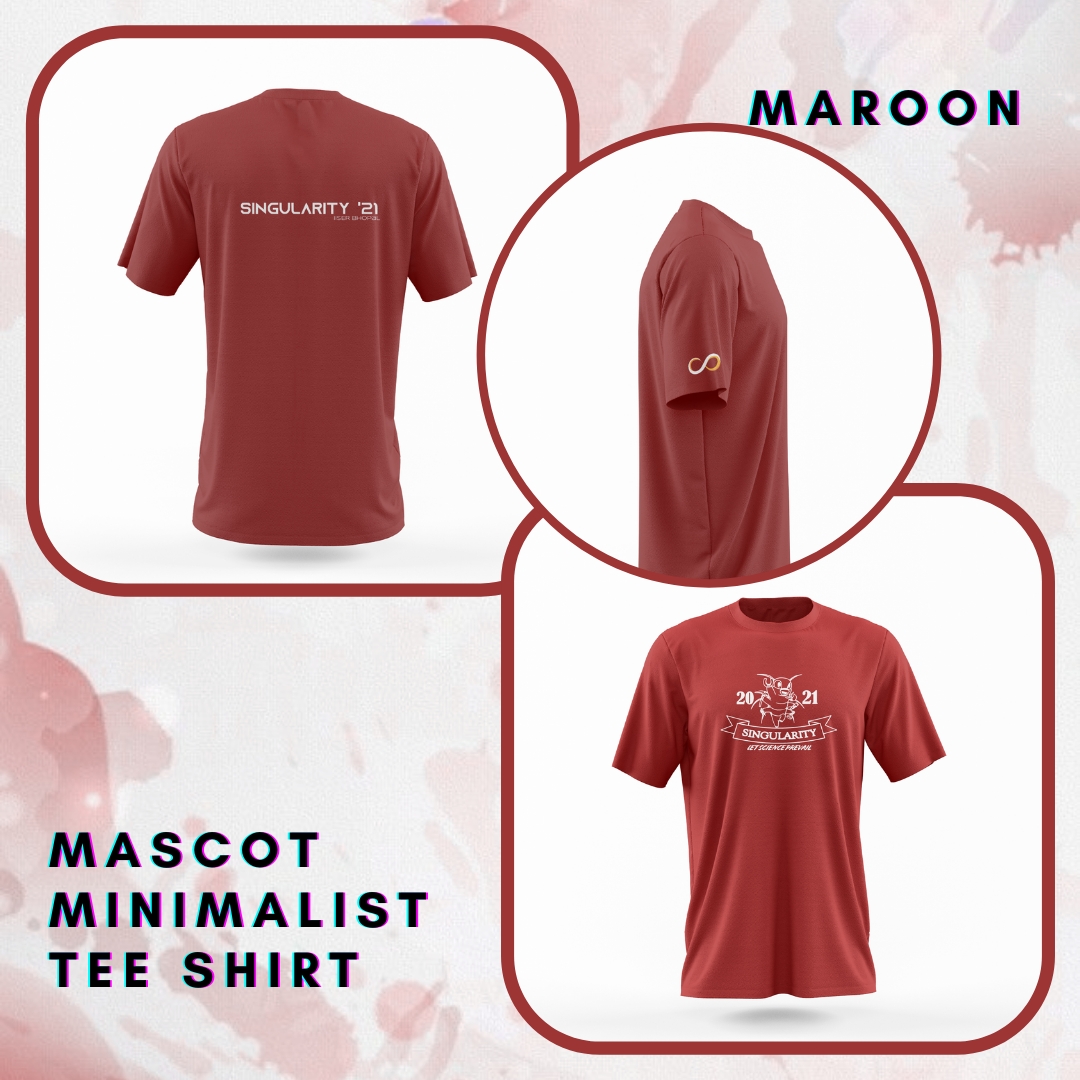 MAROON
SINGULARITY '21
IISER BHOPAL
20 21
SINGULARITY
LET SCIENCE PREVAIL
MASCOT
MINIMALIST
TEE SHIRT